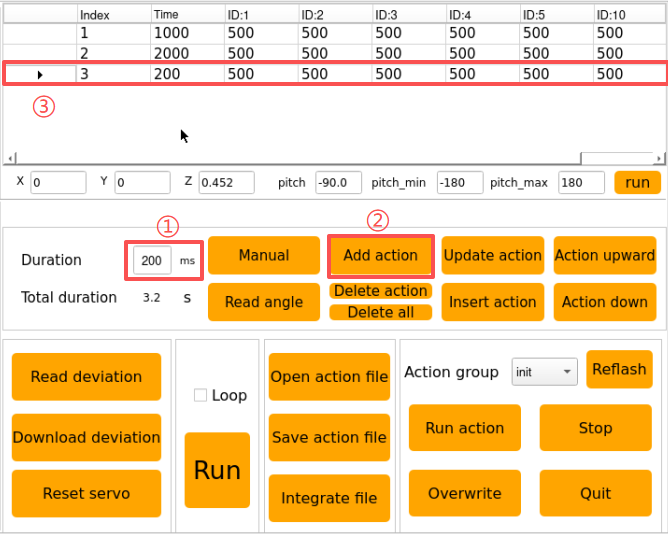 Index Time ID:1 ID:2 ID:3 ID:4 ID:5 ID:10
1 1000 500 500 500 500 500 500
2 2000 500 500 500 500 500 500
3 200 500 500 500 500 500 500
③
X 0 Y 0 Z 0.452 pitch -90.0 pitch_min -180 pitch_max 180 run
① ②
Duration 200 ms Manual Add action Update action Action upward
Total duration 3.2 s Read angle Delete action Insert action Action down
Delete all
Read deviation Open action file Action group init Reflash
Loop
Download deviation Save action file Run action Stop
Run
Reset servo Integrate file Overwrite Quit